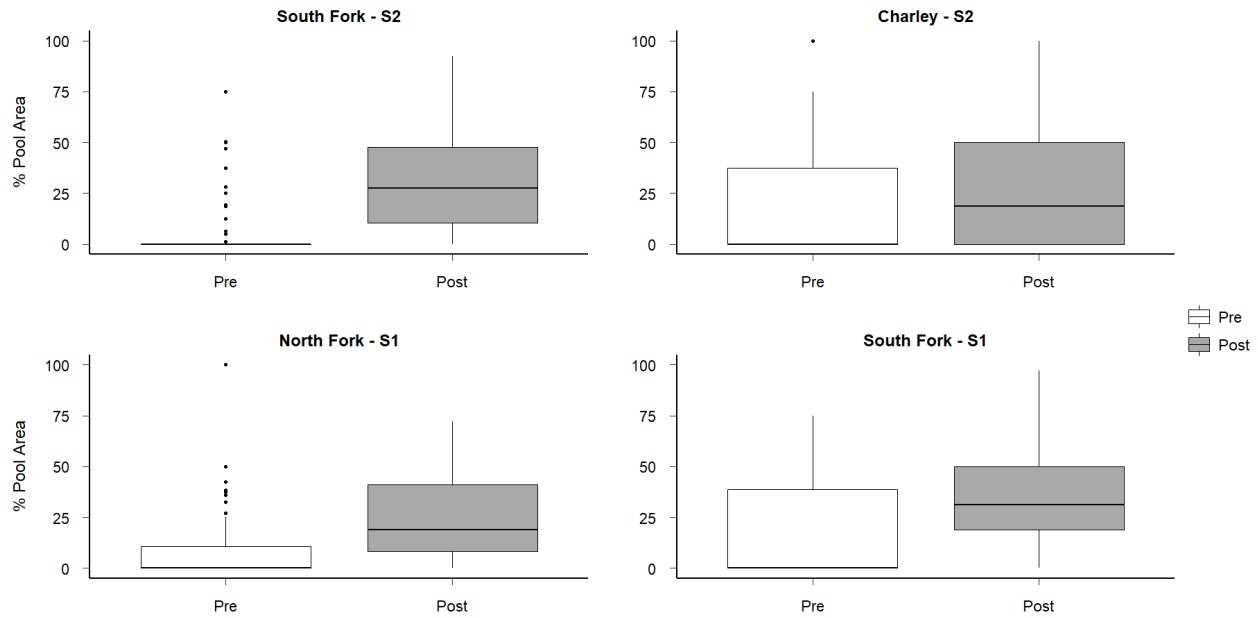 South Fork - S2
% Pool Area
100
75
50
25
0
Pre
Post
Charley - S2
100
75
50
25
0
Pre
Post
North Fork - S1
% Pool Area
100
75
50
25
0
Pre
Post
South Fork - S1
100
75
50
25
0
Pre
Post
Pre
Post